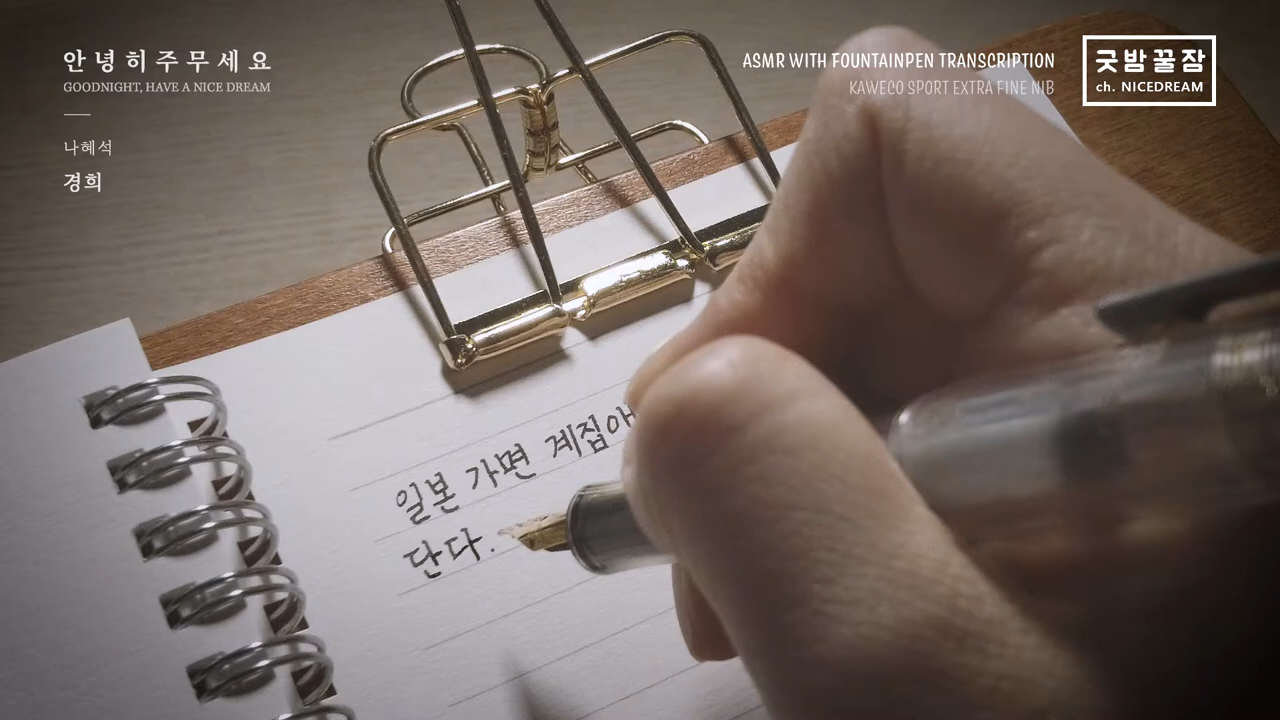 안녕히주무세요
GOODNIGHT, HAVE A NICE DREAM
나혜석
경희
ASMR WITH FOUNTAINPEN TRANSCRIPTION
KAWECO SPORT EXTRA FINE NIB
굿밤꿀잠
ch. NICEDREAM
일본 가면 계집애
단다.